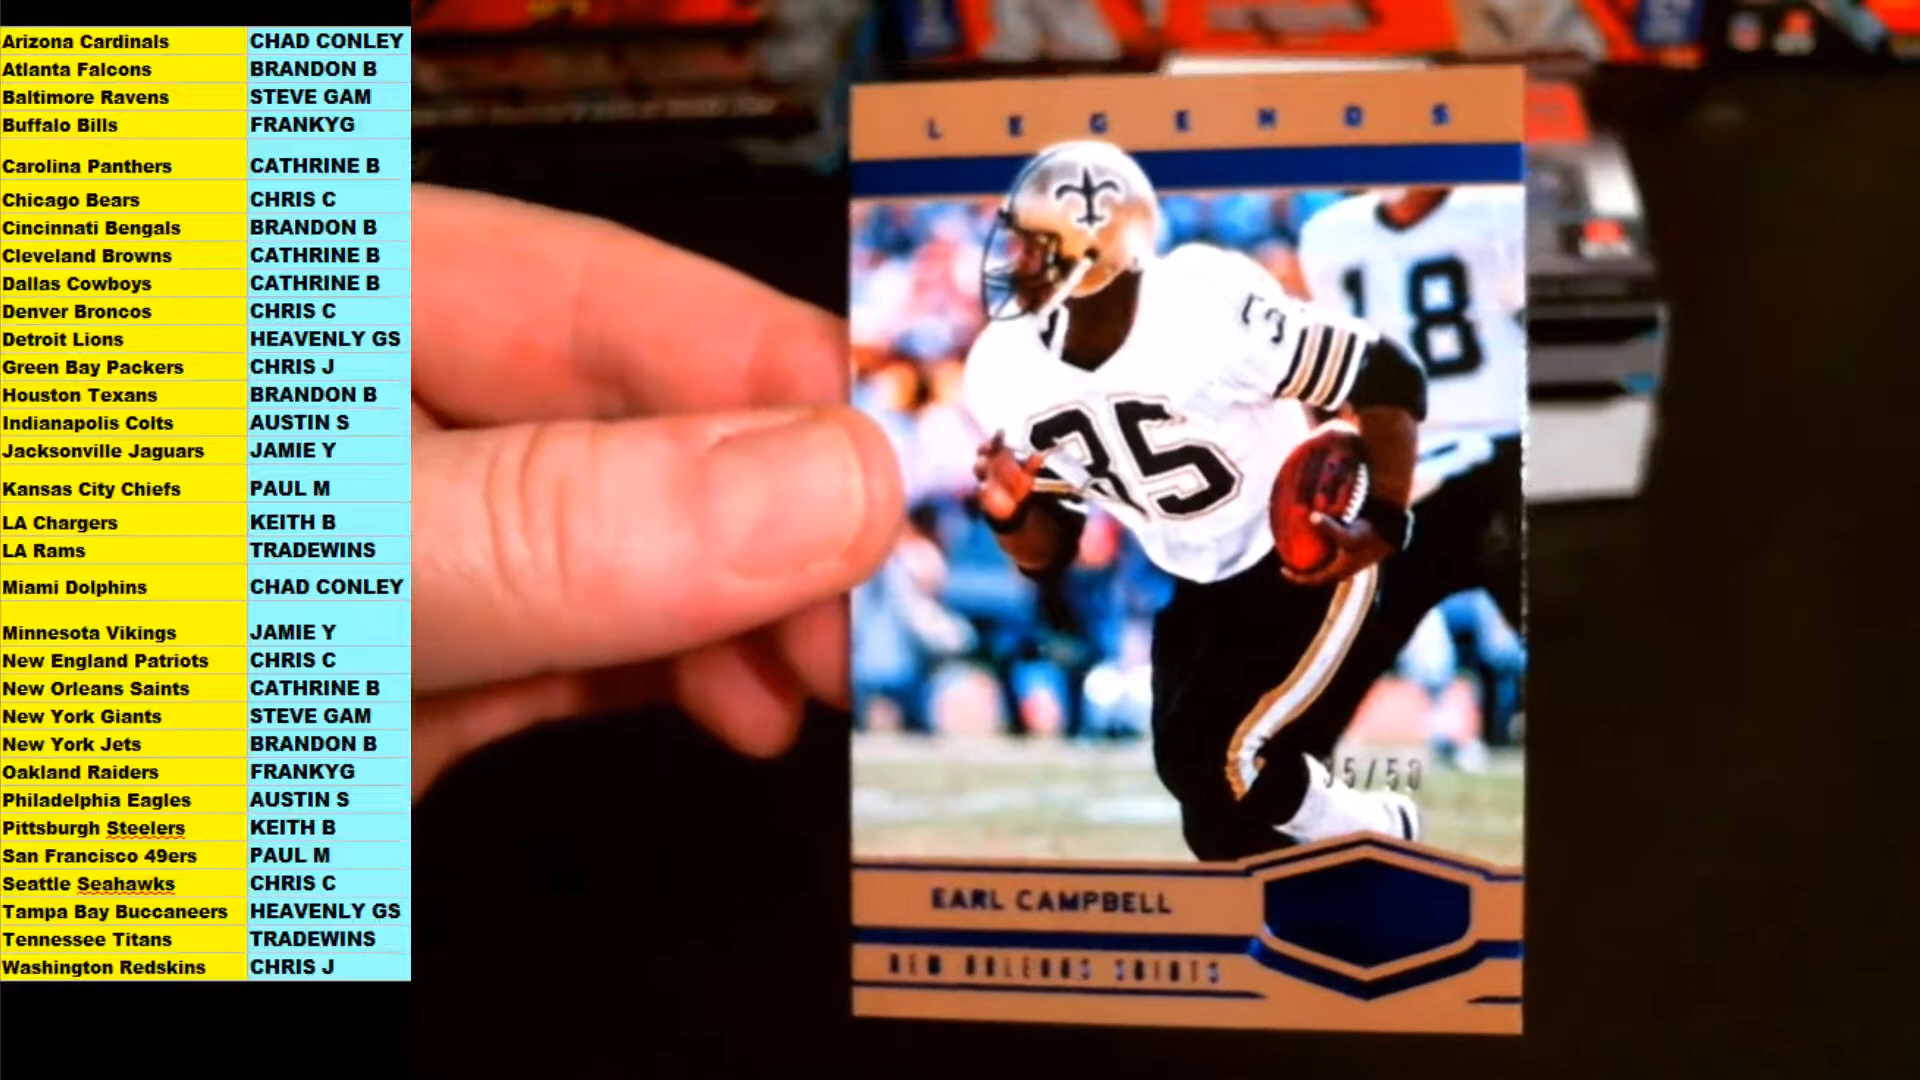 Arizona Cardinals CHAD CONLEY
Atlanta Falcons BRANDON B
Baltimore Ravens STEVE GAM
Buffalo Bills FRANKYG
Carolina Panthers CATHRINE B
Chicago Bears CHRIS C
Cincinnati Bengals BRANDON B
Cleveland Browns CATHRINE B
Dallas Cowboys CATHRINE B
Denver Broncos CHRIS C
Detroit Lions HEAVENLY GS
Green Bay Packers CHRIS J
Houston Texans BRANDON B
Indianapolis Colts AUSTIN S
Jacksonville Jaguars JAMIE Y
Kansas City Chiefs PAUL M
LA Chargers KEITH B
LA Rams TRADEWINS
Miami Dolphins CHAD CONLEY
Minnesota Vikings JAMIE Y
New England Patriots CHRIS C
New Orleans Saints CATHRINE B
New York Giants STEVE GAM
New York Jets BRANDON B
Oakland Raiders FRANKYG
Philadelphia Eagles AUSTIN S
Pittsburgh Steelers KEITH B
San Francisco 49ers PAUL M
Seattle Seahawks CHRIS C
Tampa Bay Buccaneers HEAVENLY GS
Tennessee Titans TRADEWINS
Washington Redskins CHRIS J
LEGENDS
18
35
/50
EARL CAMPBELL
NEW ORLEANS SAINTS